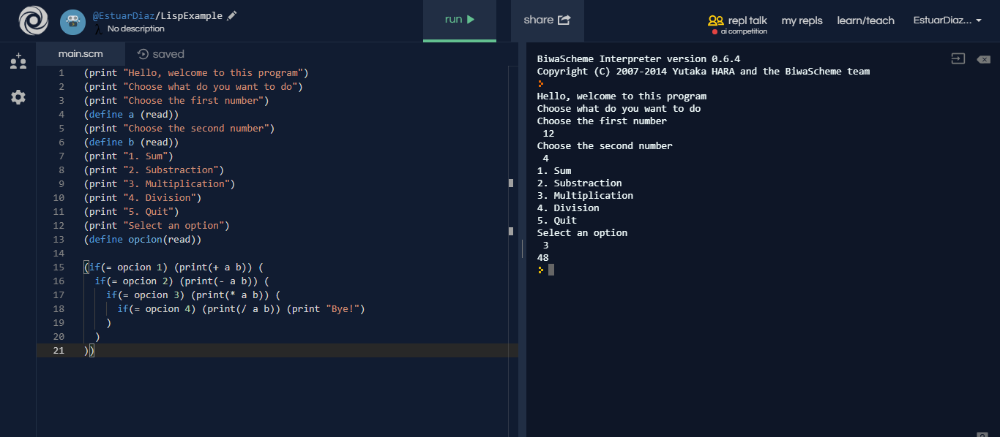 @EstuarDiaz/LispExample
No description
run
share
repl talk
ai competition
my repls
learn/teach
EstuarDiaz...
main.scm
saved
1 (print "Hello, welcome to this program")
2 (print "Choose what do you want to do")
3 (print "Choose the first number")
4 (define a (read))
5 (print "Choose the second number")
6 (define b (read))
7 (print "1. Sum")
8 (print "2. Substraction")
9 (print "3. Multiplication")
10 (print "4. Division")
11 (print "5. Quit")
12 (print "Select an option")
13 (define opcion(read))
14
15 (if(= opcion 1) (print(+ a b)) (
16 if(= opcion 2) (print(- a b)) (
17 if(= opcion 3) (print(* a b)) (
18 if(= opcion 4) (print(/ a b)) (print "Bye!")
19 )
20 )
21 ))
BiwaScheme Interpreter version 0.6.4
Copyright (C) 2007-2014 Yutaka HARA and the BiwaScheme team
Hello, welcome to this program
Choose what do you want to do
Choose the first number
12
Choose the second number
4
1. Sum
2. Substraction
3. Multiplication
4. Division
5. Quit
Select an option
3
48